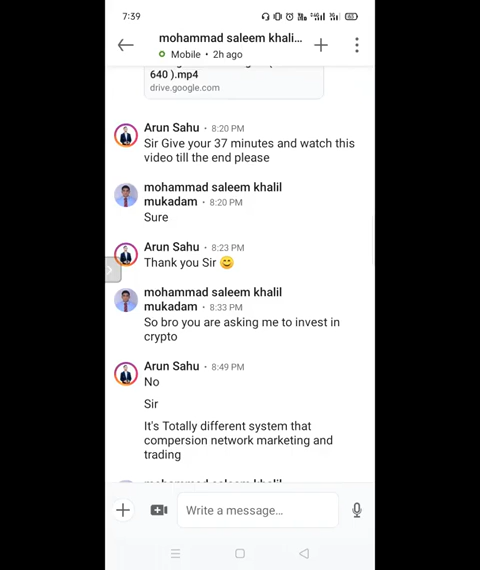 7:39
mohammad saleem khali...
Mobile • 2h ago
640 ).mp4
drive.google.com
Arun Sahu • 8:20 PM
Sir Give your 37 minutes and watch this
video till the end please
mohammad saleem khalil
mukadam • 8:20 PM
Sure
Arun Sahu • 8:23 PM
Thank you Sir 😊
mohammad saleem khalil
mukadam • 8:33 PM
So bro you are asking me to invest in
crypto
Arun Sahu • 8:49 PM
No
Sir
It's Totally different system that
compersion network marketing and
trading
mohammad saleem khalil
Write a message...